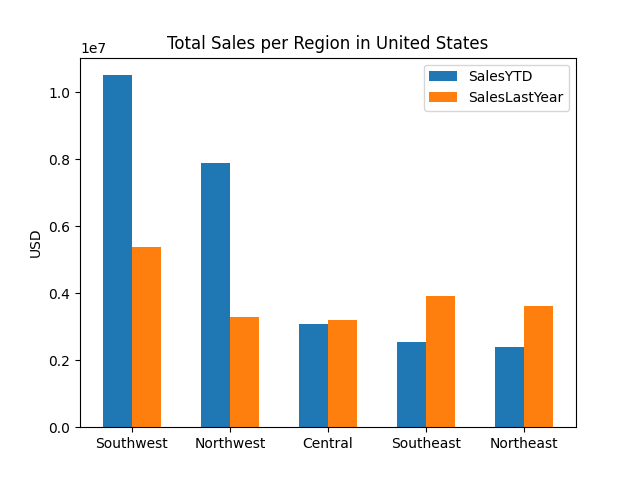 Total Sales per Region in United States
1e7
SalesYTD
SalesLastYear
1.0
0.8
0.6
0.4
0.2
0.0
USD
Southwest Northwest Central Southeast Northeast